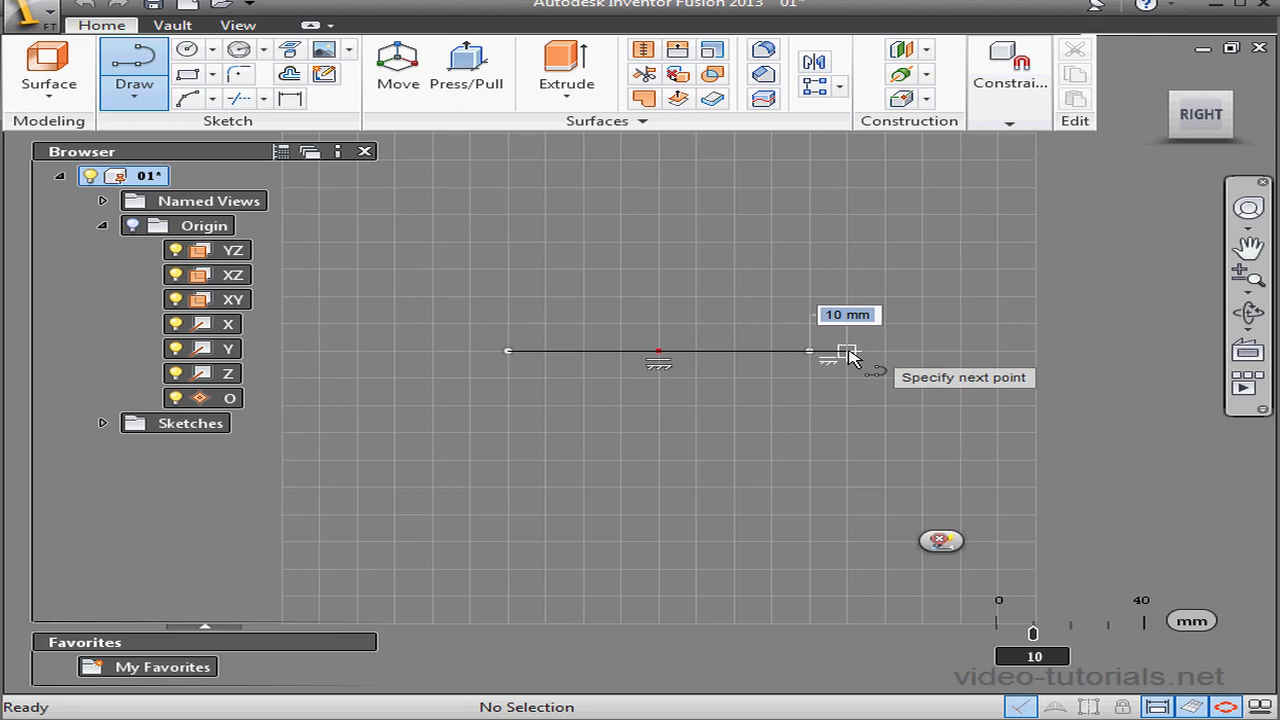 Autodesk Inventor Fusion 2013 01*
FT
Home Vault View
Surface Draw Move Press/Pull Extrude Constrai...
Modeling Sketch Surfaces Construction Edit
RIGHT
Browser
01*
Named Views
Origin
YZ
XZ
XY
X
Y
Z
O
Sketches
10 mm
Specify next point
0 40
mm
10
Favorites
My Favorites
video-tutorials.net
Ready No Selection